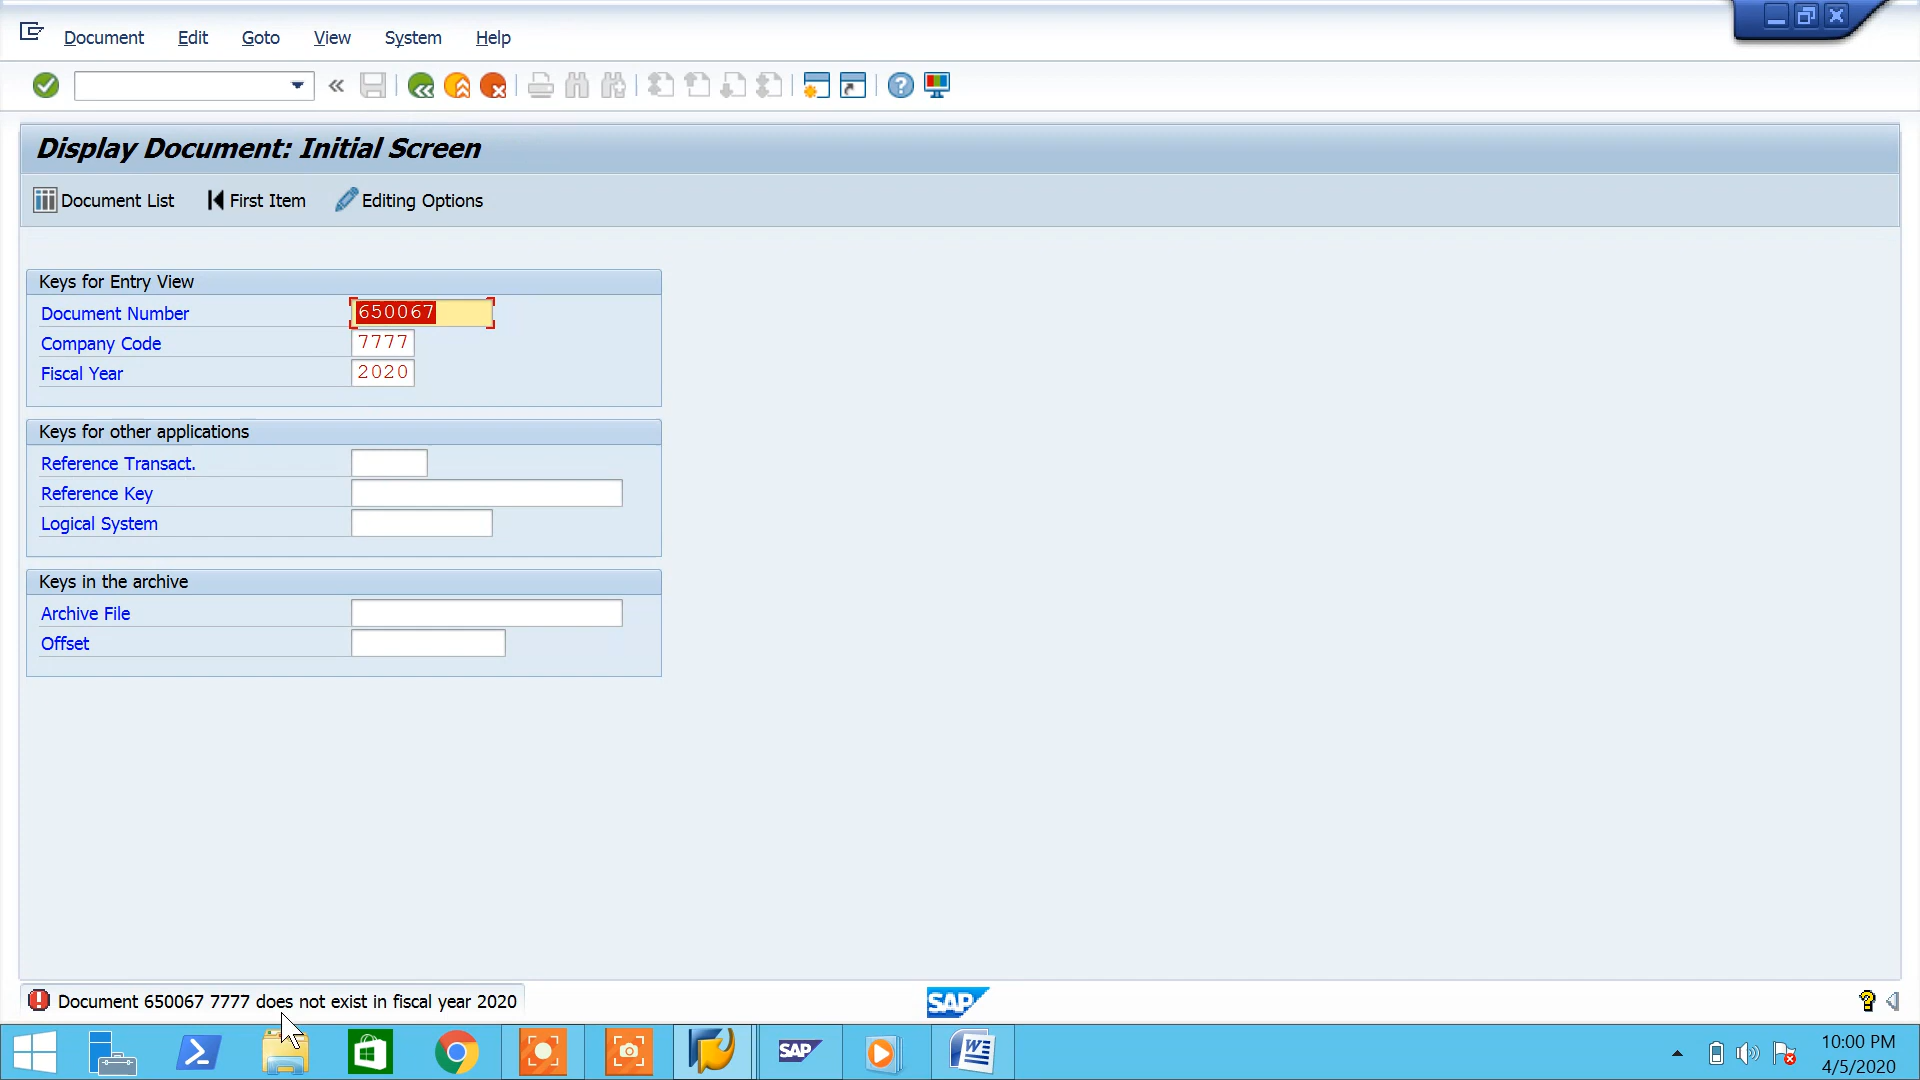 Document Edit Goto View System Help
Display Document: Initial Screen
Document List First Item Editing Options
Keys for Entry View
Document Number 650067
Company Code 7777
Fiscal Year 2020
Keys for other applications
Reference Transact.
Reference Key
Logical System
Keys in the archive
Archive File
Offset
Document 650067 7777 does not exist in fiscal year 2020
SAP
SAP
10:00 PM
4/5/2020